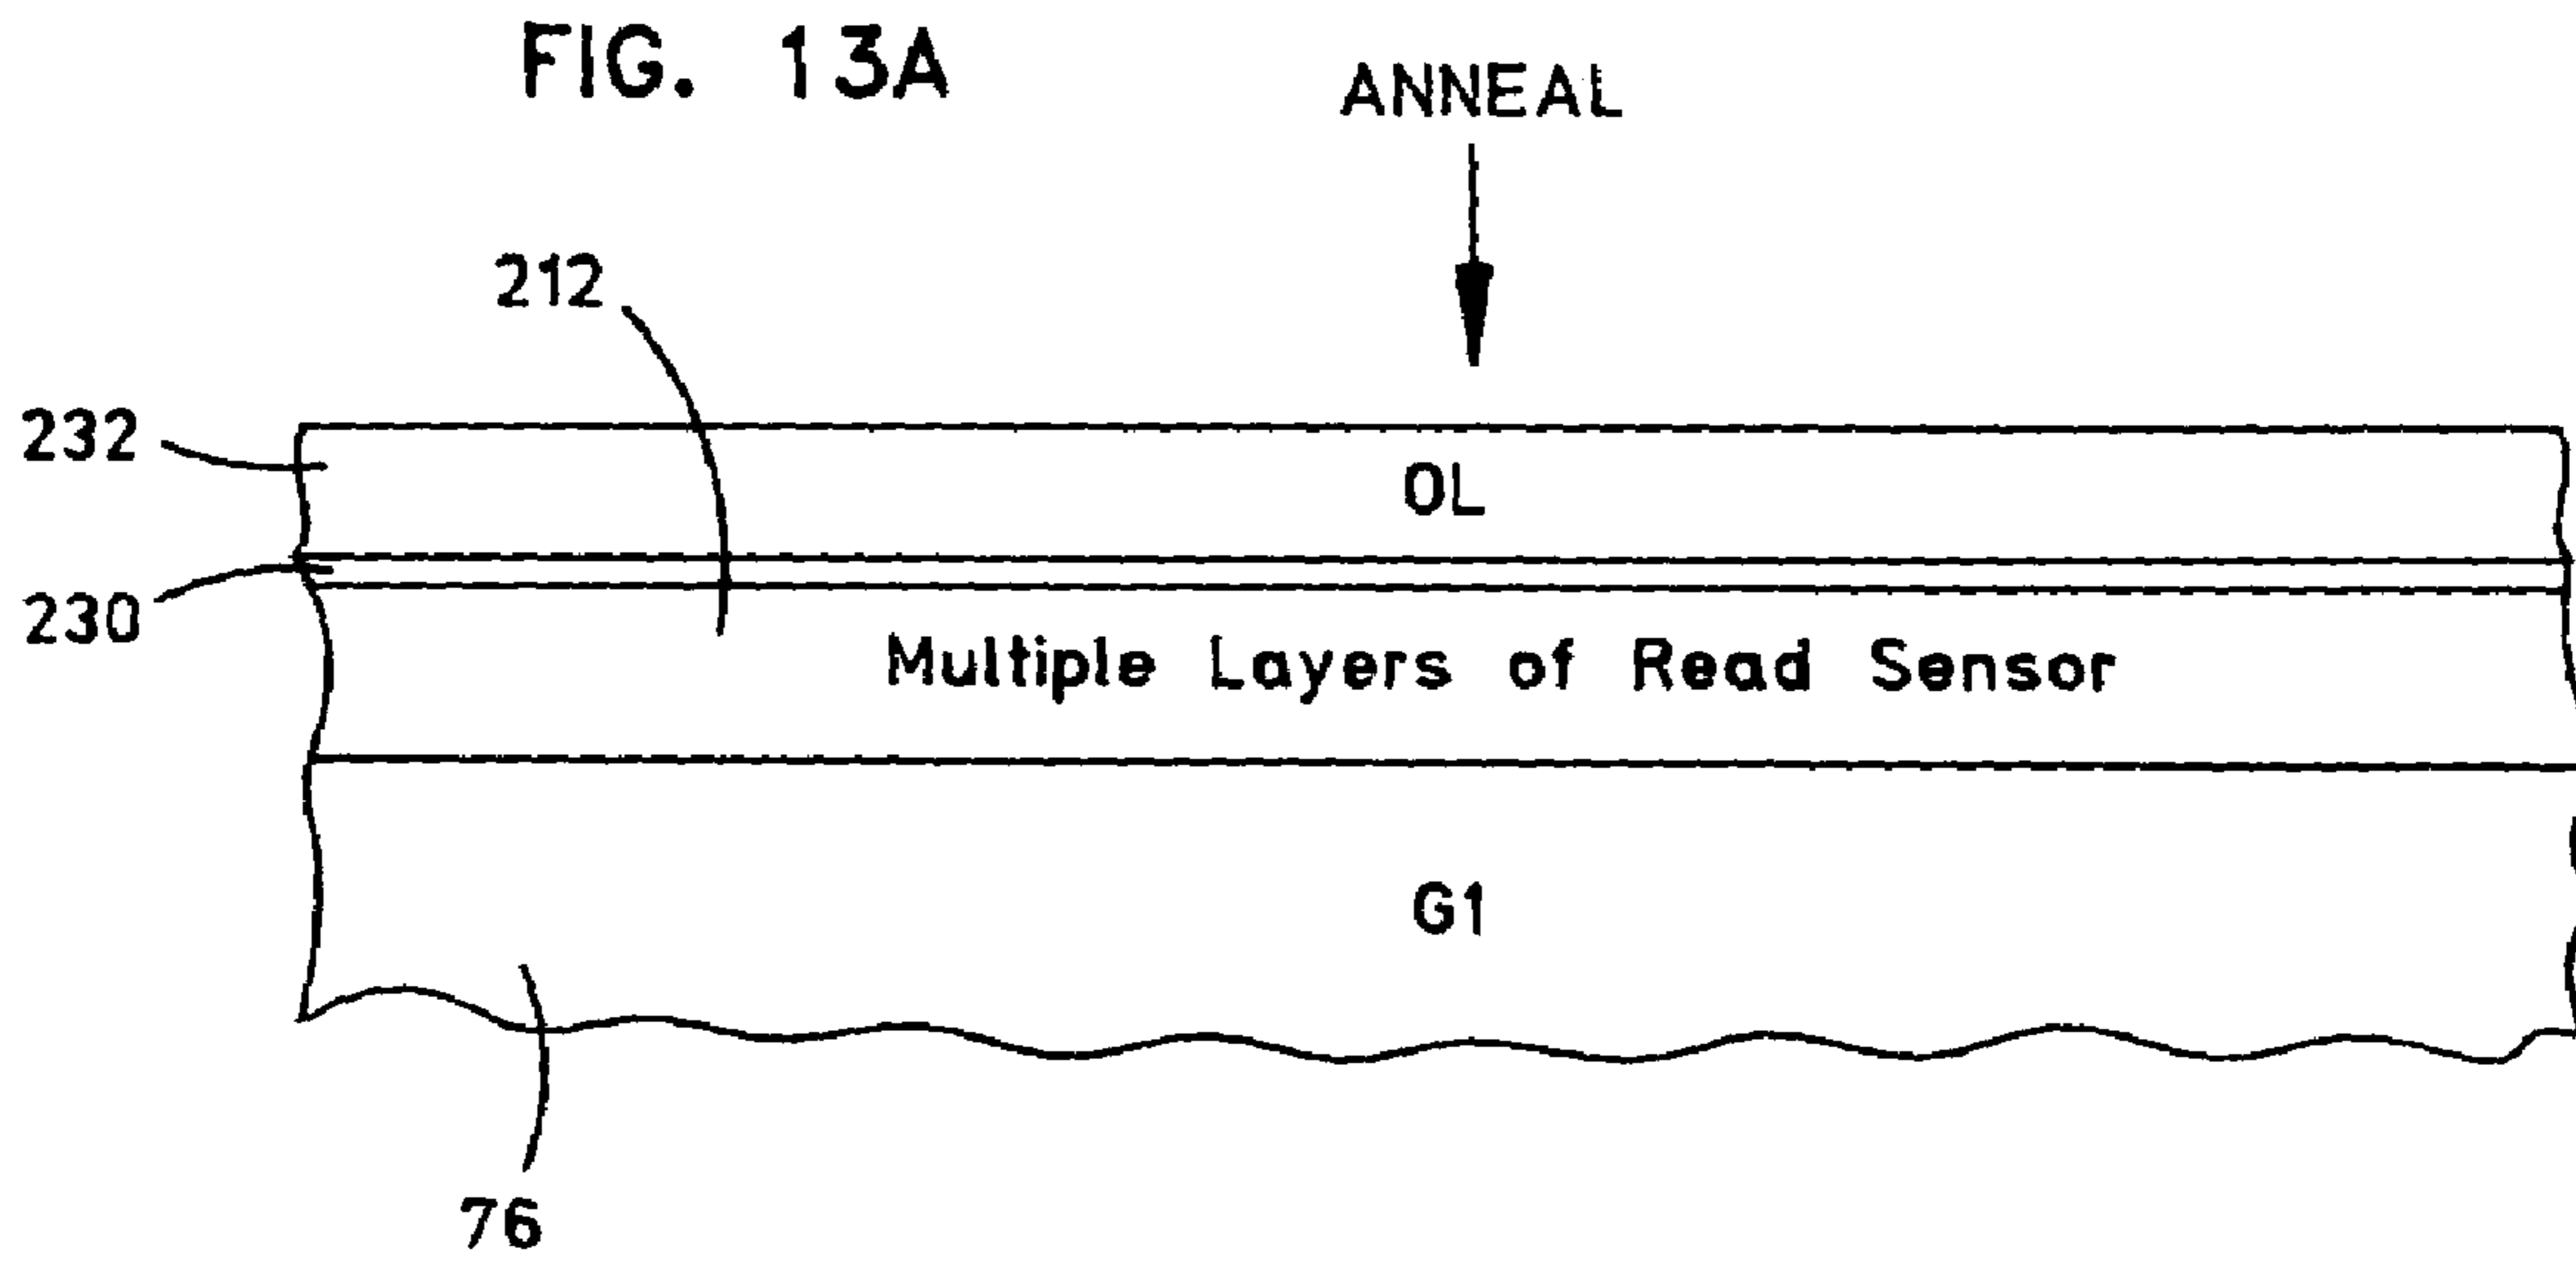 FIG. 13A
ANNEAL
212
232
OL
230
Multiple Layers of Read Sensor
G1
76